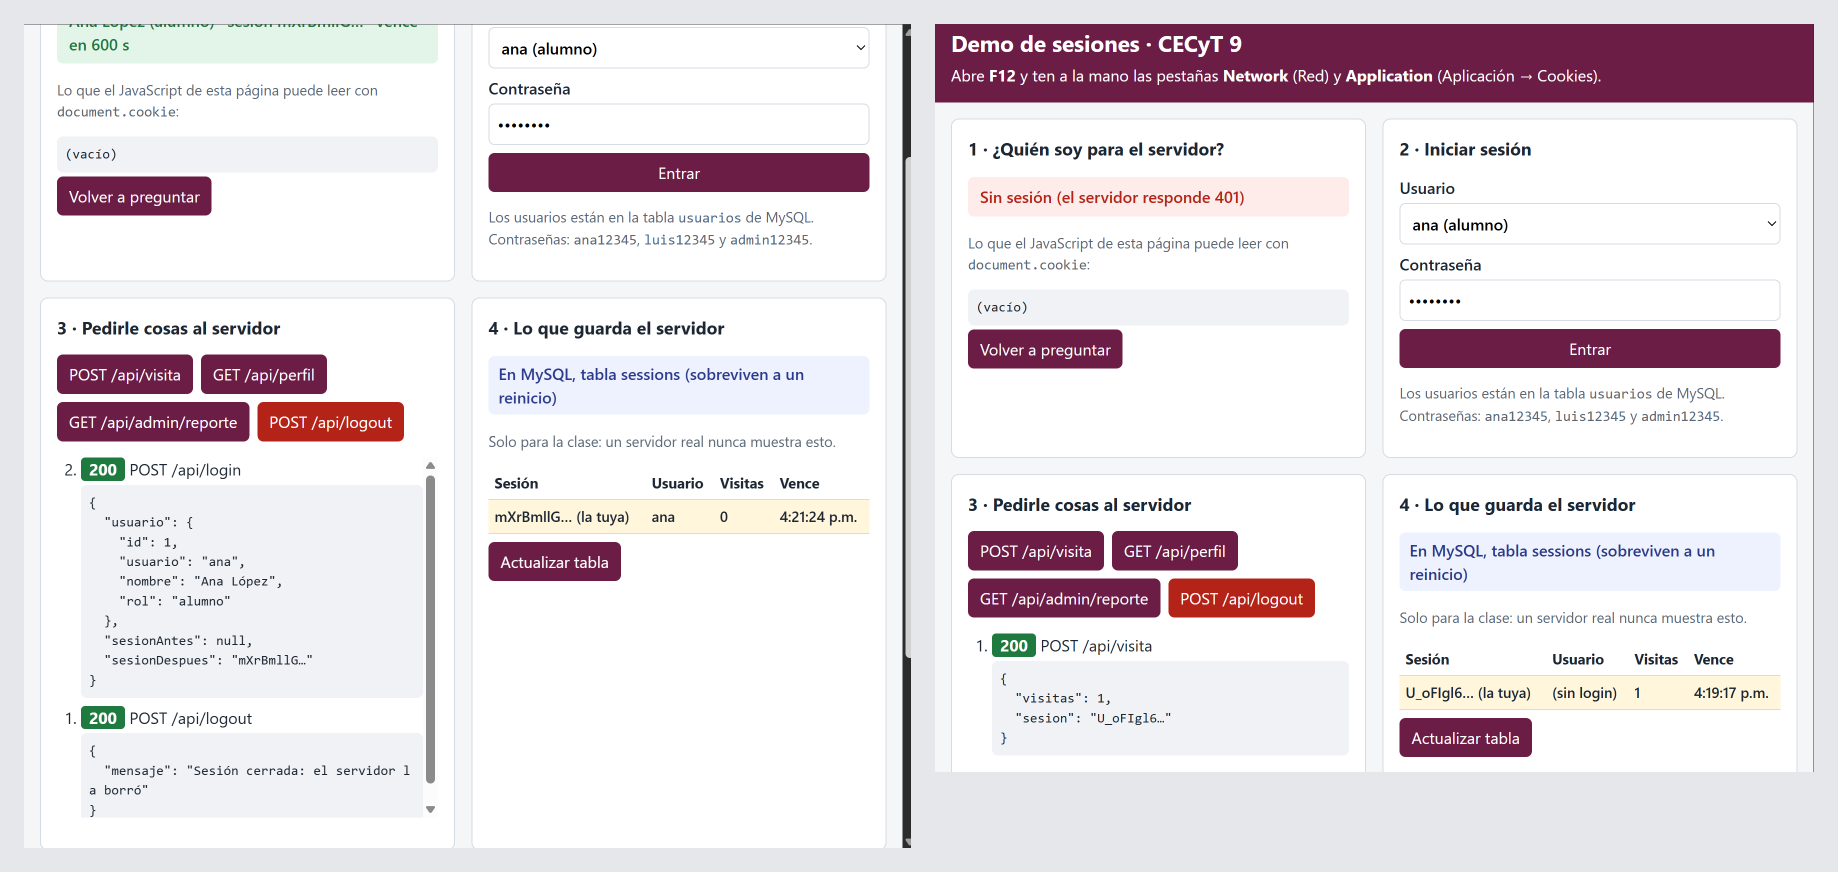 Ana López (alumno) · sesión mXrBmllG… · vence
en 600 s
Lo que el JavaScript de esta página puede leer con
document.cookie:
(vacío)
Volver a preguntar
ana (alumno)
Contraseña
••••••••
Entrar
Los usuarios están en la tabla usuarios de MySQL.
Contraseñas: ana12345, luis12345 y admin12345.
3 · Pedirle cosas al servidor
POST /api/visita
GET /api/perfil
GET /api/admin/reporte
POST /api/logout
2. 200 POST /api/login
{
"usuario": {
"id": 1,
"usuario": "ana",
"nombre": "Ana López",
"rol": "alumno"
},
"sesionAntes": null,
"sesionDespues": "mXrBmllG…"
}
1. 200 POST /api/logout
{
"mensaje": "Sesión cerrada: el servidor l
a borró"
}
4 · Lo que guarda el servidor
En MySQL, tabla sessions (sobreviven a un
reinicio)
Solo para la clase: un servidor real nunca muestra esto.
Sesión Usuario Visitas Vence
mXrBmllG… (la tuya) ana 0 4:21:24 p.m.
Actualizar tabla
Demo de sesiones · CECyT 9
Abre F12 y ten a la mano las pestañas Network (Red) y Application (Aplicación → Cookies).
1 · ¿Quién soy para el servidor?
Sin sesión (el servidor responde 401)
Lo que el JavaScript de esta página puede leer con
document.cookie:
(vacío)
Volver a preguntar
2 · Iniciar sesión
Usuario
ana (alumno)
Contraseña
••••••••
Entrar
Los usuarios están en la tabla usuarios de MySQL.
Contraseñas: ana12345, luis12345 y admin12345.
3 · Pedirle cosas al servidor
POST /api/visita
GET /api/perfil
GET /api/admin/reporte
POST /api/logout
1. 200 POST /api/visita
{
"visitas": 1,
"sesion": "U_oFIgl6…"
}
4 · Lo que guarda el servidor
En MySQL, tabla sessions (sobreviven a un
reinicio)
Solo para la clase: un servidor real nunca muestra esto.
Sesión Usuario Visitas Vence
U_oFIgl6… (la tuya) (sin login) 1 4:19:17 p.m.
Actualizar tabla